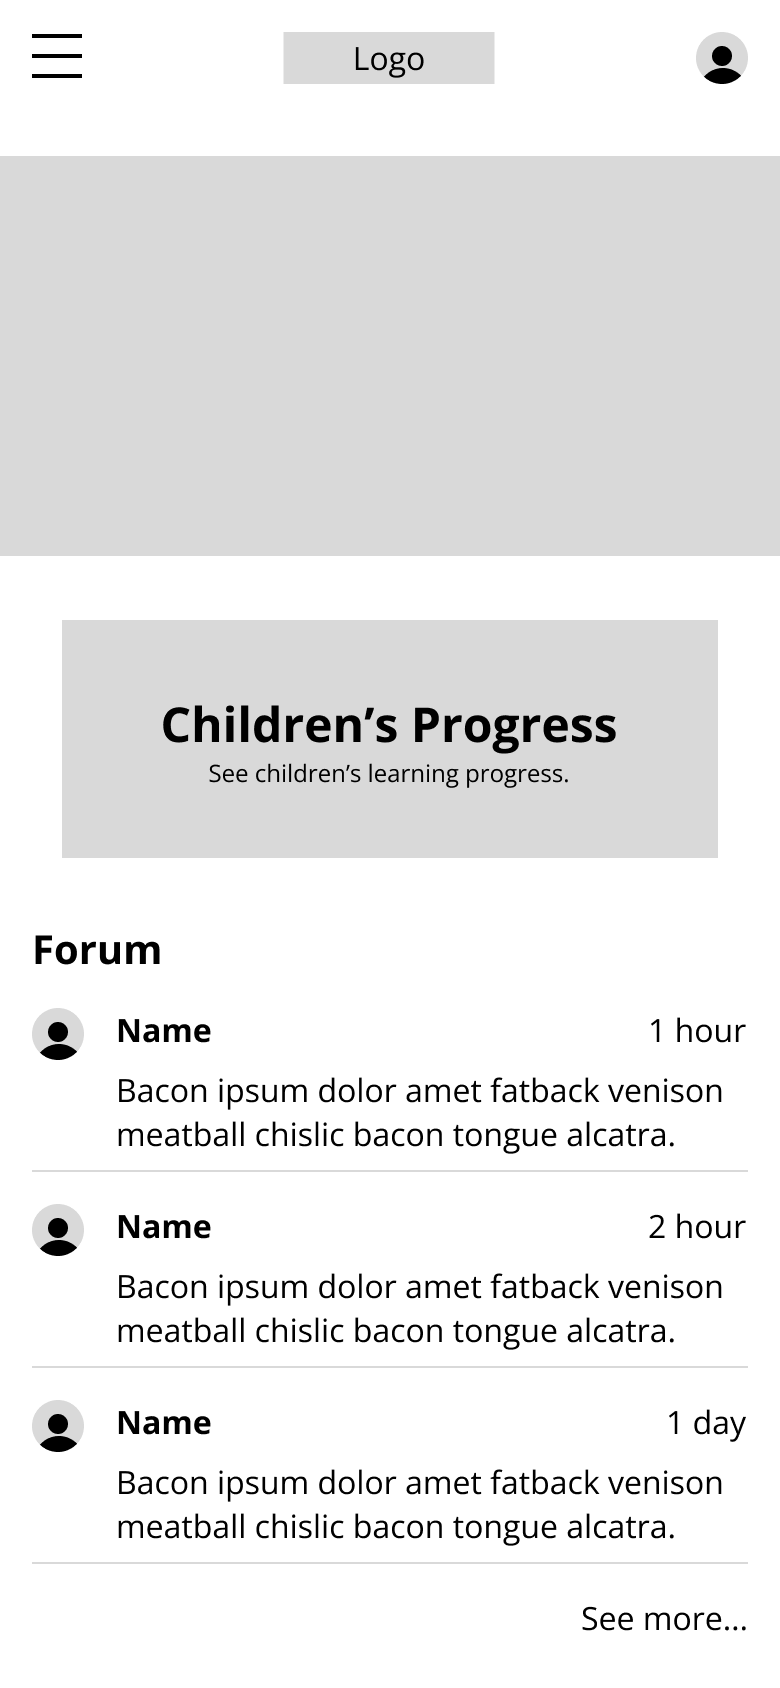 Logo
Children’s Progress
See children’s learning progress.
Forum
Name 1 hour
Bacon ipsum dolor amet fatback venison
meatball chislic bacon tongue alcatra.
Name 2 hour
Bacon ipsum dolor amet fatback venison
meatball chislic bacon tongue alcatra.
Name 1 day
Bacon ipsum dolor amet fatback venison
meatball chislic bacon tongue alcatra.
See more...